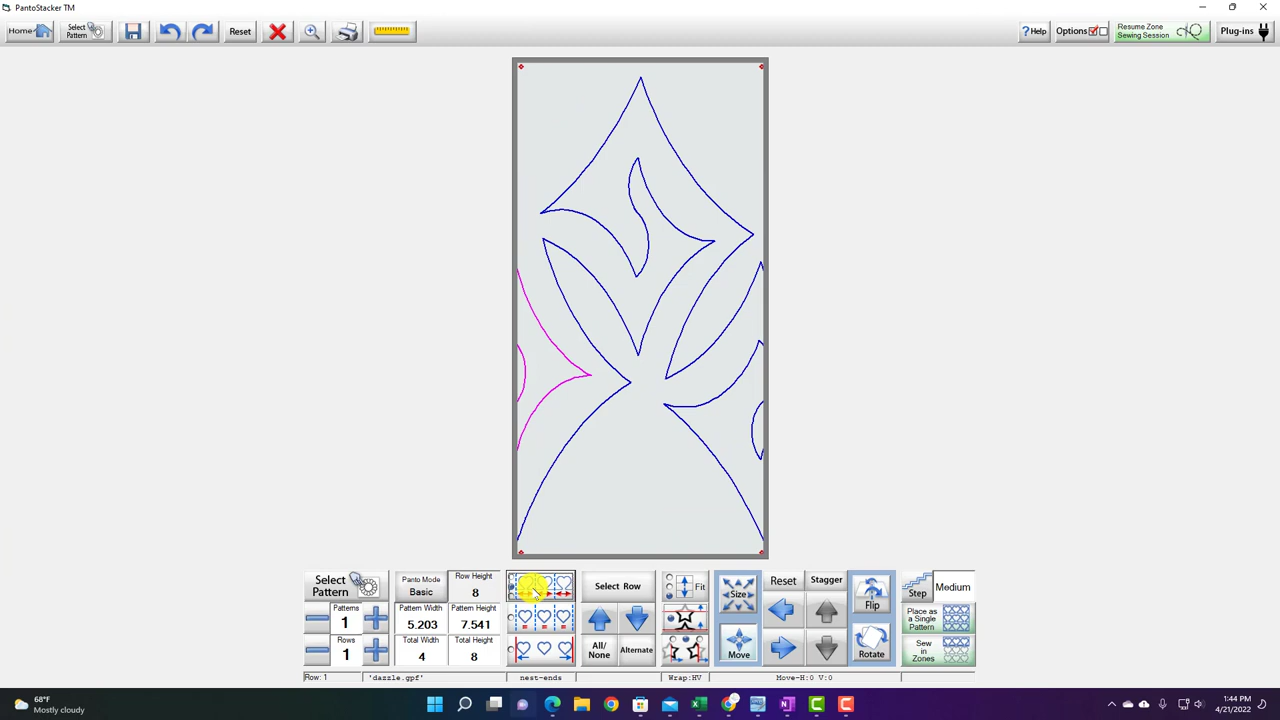 PantoStacker TM
Home
Select
Pattern
Reset
?Help
Options
Resume Zone
Sewing Session
Plug-ins
Select
Pattern
Panto Mode
Basic
Row Height
8
Select Row
Fit
Size
Reset
Stagger
Flip
Step
Medium
Patterns
1
Pattern Width
5.203
Pattern Height
7.541
Place as
a Single
Pattern
Rows
1
Total Width
4
Total Height
8
All/
None
Alternate
Move
Rotate
Sew
in
Zones
Row:1
'dazzle.gpf'
nest-ends
Wrap:HV
Move-H:0 V:0
68°F
Mostly cloudy
1:44 PM
4/21/2022